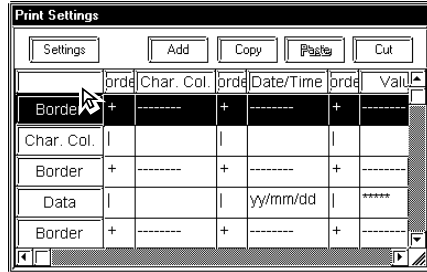 Print Settings
Settings Add Copy Paste Cut
orde Char. Col. orde Date/Time orde Valu
Border + -------- + -------- + --------
Char. Col. | | |
Border + -------- + -------- + --------
Data | | yy/mm/dd | *****
Border + -------- + -------- + --------